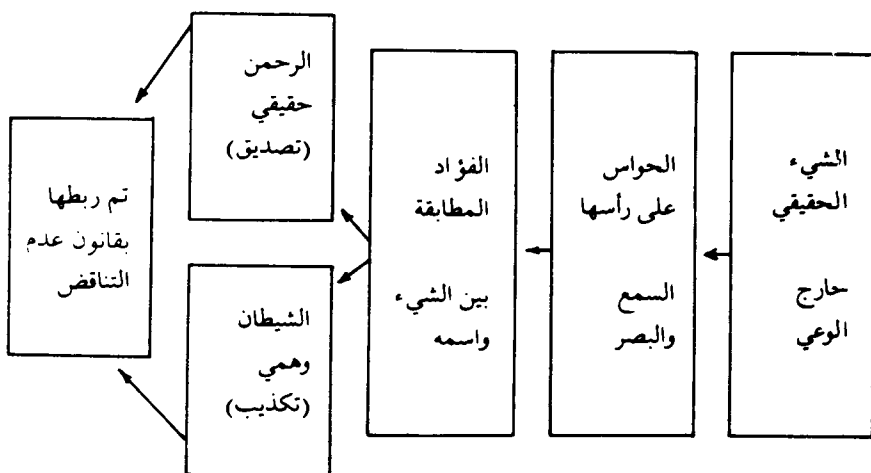 الشيء
الحقيقي
حارج
الوعي
الحواس
على رأسها
السمع
والبصر
الفؤاد
المطابقة
بين الشيء
واسمه
الرحمن
حقيقي
(تصديق)
الشيطان
وهمي
(تكذيب)
تم ربطها
بقانون عدم
التناقض